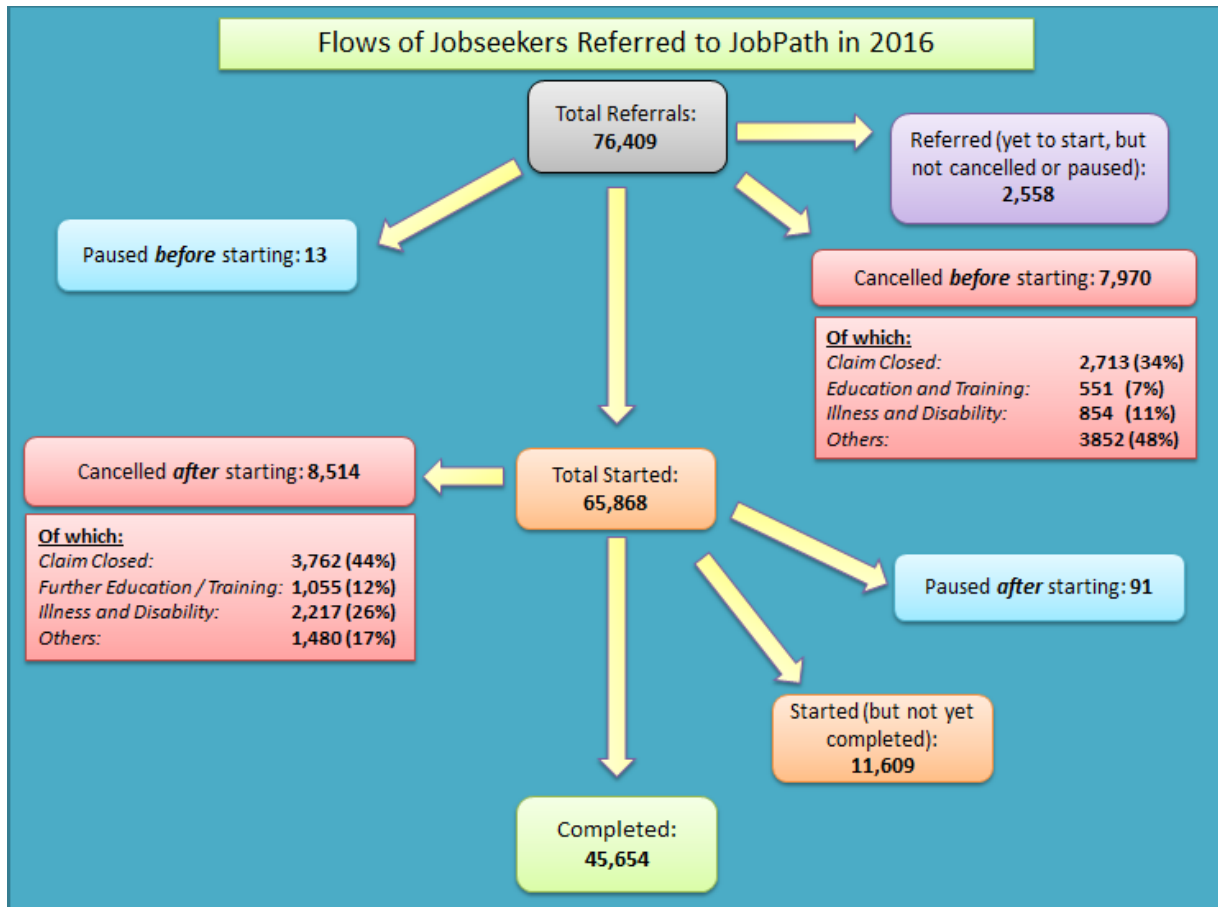 Flows of Jobseekers Referred to JobPath in 2016
Total Referrals:
76,409
Referred (yet to start, but
not cancelled or paused):
2,558
Paused before starting: 13
Cancelled before starting: 7,970
Of which:
Claim Closed: 2,713 (34%)
Education and Training: 551 (7%)
Illness and Disability: 854 (11%)
Others: 3852 (48%)
Cancelled after starting: 8,514
Of which:
Claim Closed: 3,762 (44%)
Further Education / Training: 1,055 (12%)
Illness and Disability: 2,217 (26%)
Others: 1,480 (17%)
Total Started:
65,868
Paused after starting: 91
Started (but not yet
completed):
11,609
Completed:
45,654